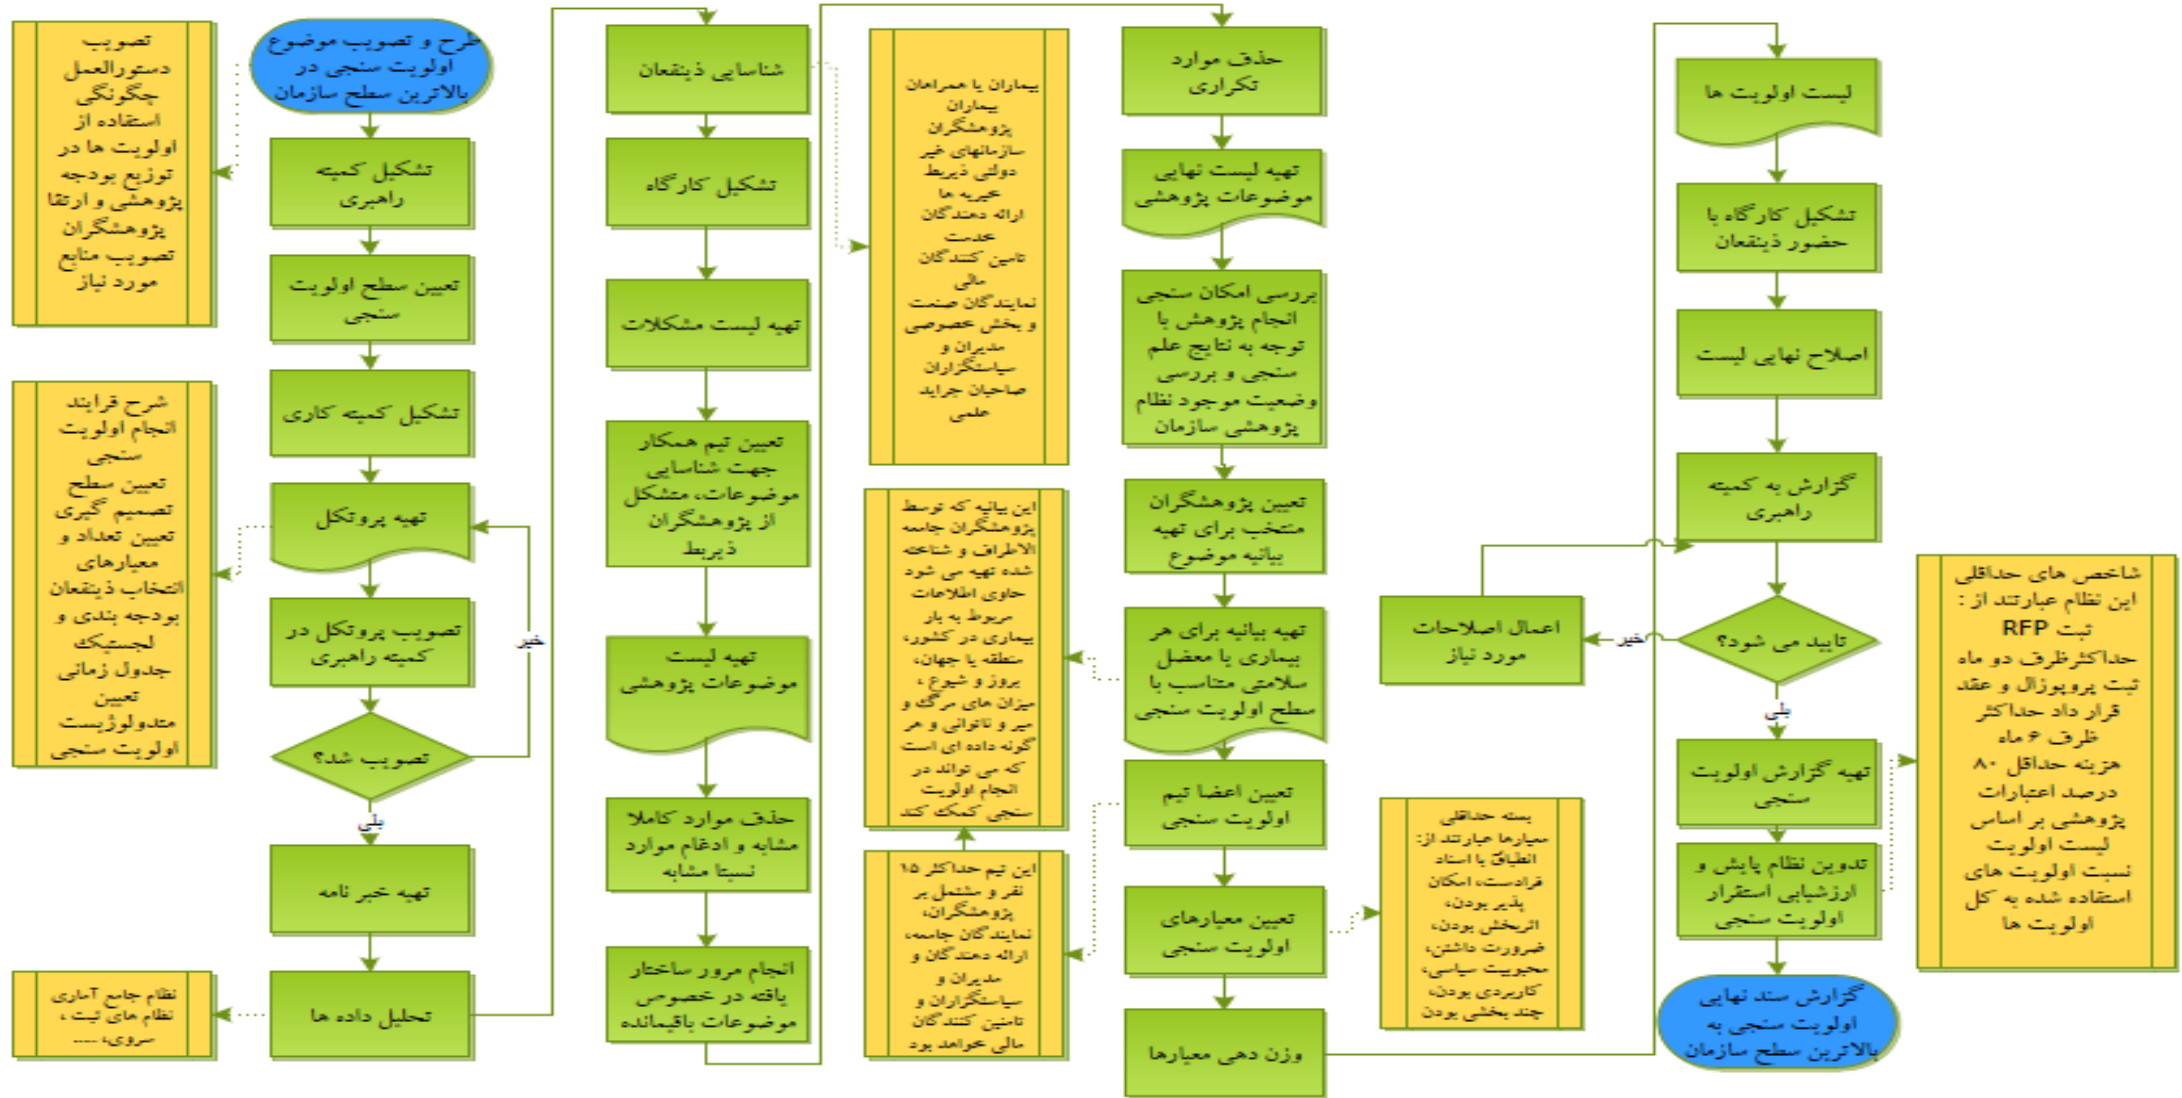 طرح و تصویب موضوع
اولویت سنجی در
بالاترین سطح سازمان
تصویب
دستورالعمل
چگونگی
استفاده از
اولویت ها در
توزیع بودجه
پژوهشی و ارتقا
پژوهشگران
تصویب منابع
مورد نیاز
تشکیل کمیته
راهبری
تعیین سطح اولویت
سنجی
تشکیل کمیته کاری
تهیه پروتکل
شرح فرایند
انجام اولویت
سنجی
تعیین سطح
تصمیم گیری
تعیین تعداد و
معیارهای
انتخاب ذینفعان
بودجه بندی و
لجستیک
جدول زمانی
تعیین
متدولوژیست
اولویت سنجی
تصویب پروتکل در
کمیته راهبری
تصویب شد؟
خیر
بلی
تهیه خبر نامه
تحلیل داده ها
نظام جامع آماری
نظام های ثبت ،
سروی، ....
شناسایی ذینفعان
بیماران یا همراهان
بیماران
پژوهشگران
سازمانهای غیر
دولتی ذیربط
خیریه ها
ارائه دهندگان
خدمت
تامین کنندگان
مالی
نمایندگان صنعت
و بخش خصوصی
مدیران و
سیاستگزاران
صاحبان جراید
علمی
تشکیل کارگاه
تهیه لیست مشکلات
تعیین تیم همکار
جهت شناسایی
موضوعات، متشکل
از پژوهشگران
ذیربط
تهیه لیست
موضوعات پژوهشی
حذف موارد کاملا
مشابه و ادغام موارد
نسبتا مشابه
انجام مرور ساختار
یافته در خصوص
موضوعات باقیمانده
حذف موارد
تکراری
تهیه لیست نهایی
موضوعات پژوهشی
بررسی امکان سنجی
انجام پژوهش با
توجه به نتایج علم
سنجی و بررسی
وضعیت موجود نظام
پژوهشی سازمان
تعیین پژوهشگران
منتخب برای تهیه
بیانیه موضوع
تهیه بیانیه برای هر
بیماری یا معضل
سلامتی متناسب با
سطح اولویت سنجی
این بیانیه که توسط
پژوهشگران جامعه
الاطراف و شناخته
شده تهیه می شود
حاوی اطلاعات
مربوط به بار
بیماری در کشور،
منطقه یا جهان،
بروز و شیوع ،
میزان های مرگ و
میر و ناتوانی و هر
گونه داده ای است
که می تواند در
انجام اولویت
سنجی کمک کند
تعیین اعضا تیم
اولویت سنجی
این تیم حداکثر ۱۵
نفر و مشتمل بر
پژوهشگران،
نمایندگان جامعه،
ارائه دهندگان و
مدیران و
سیاستگزاران و
تامین کنندگان
مالی خواهد بود
تعیین معیارهای
اولویت سنجی
بسته حداقلی
معیارها عبارتند از:
انطباق با اسناد
فرادست، امکان
پذیر بودن،
اثربخش بودن،
ضرورت داشتن،
محبوبیت سیاسی،
کاربردی بودن،
چند بخشی بودن
وزن دهی معیارها
لیست اولویت ها
تشکیل کارگاه با
حضور ذینفعان
اصلاح نهایی لیست
گزارش به کمیته
راهبری
تایید می شود؟
خیر
اعمال اصلاحات
مورد نیاز
بلی
تهیه گزارش اولویت
سنجی
تدوین نظام پایش و
ارزشیابی استقرار
اولویت سنجی
شاخص های حداقلی
این نظام عبارتند از :
ثبت RFP
حداکثرظرف دو ماه
ثبت پروپوزال و عقد
قرار داد حداکثر
ظرف ۶ ماه
هزینه حداقل ۸۰
درصد اعتبارات
پژوهشی بر اساس
لیست اولویت
نسبت اولویت های
استفاده شده به کل
اولویت ها
گزارش سند نهایی
اولویت سنجی به
بالاترین سطح سازمان